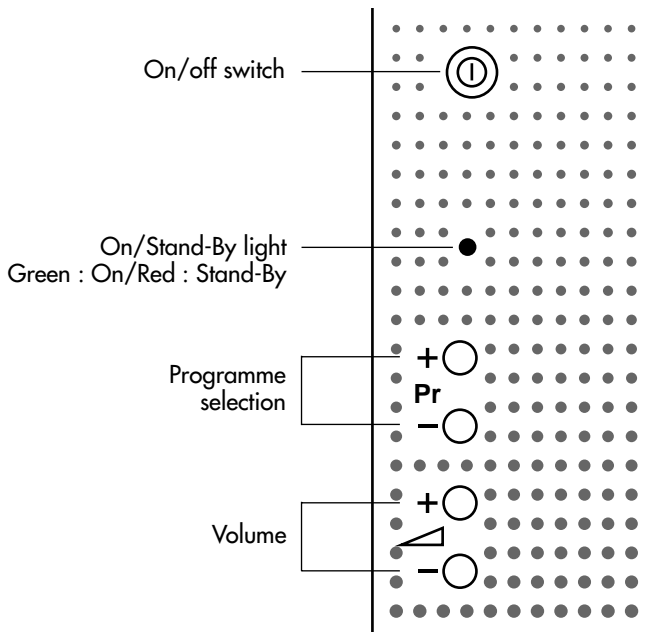 On/off switch
On/Stand-By light
Green : On/Red : Stand-By
Programme
selection
+
Pr
−
Volume
+
−